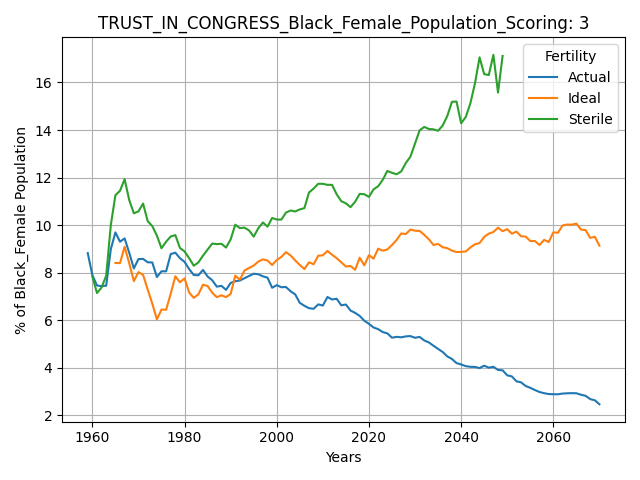 TRUST_IN_CONGRESS_Black_Female_Population_Scoring: 3
Fertility
Actual
Ideal
Sterile
% of Black_Female Population
16
14
12
10
8
6
4
2
1960
1980
2000
2020
2040
2060
Years